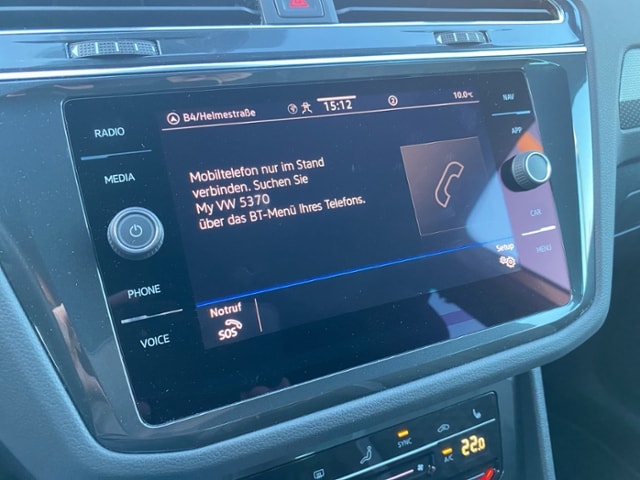 B4/Helmestraße 15:12 2 10.0°C
RADIO
MEDIA
PHONE
VOICE
NAV
APP
CAR
MENU
Mobiltelefon nur im Stand
verbinden. Suchen Sie
My VW 5370
über das BT-Menü Ihres Telefons.
Setup
Notruf
SOS
SYNC
A/C
22.0